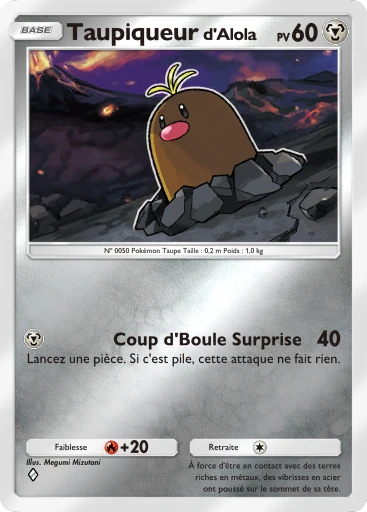 BASE
Taupiqueur d'Alola PV 60
N° 0050 Pokémon Taupe Taille : 0,2 m Poids : 1,0 kg
Coup d'Boule Surprise 40
Lancez une pièce. Si c'est pile, cette attaque ne fait rien.
Faiblesse +20 Retraite
Illus. Megumi Mizutani
À force d'être en contact avec des terres
riches en métaux, des vibrisses en acier
ont poussé sur le sommet de sa tête.